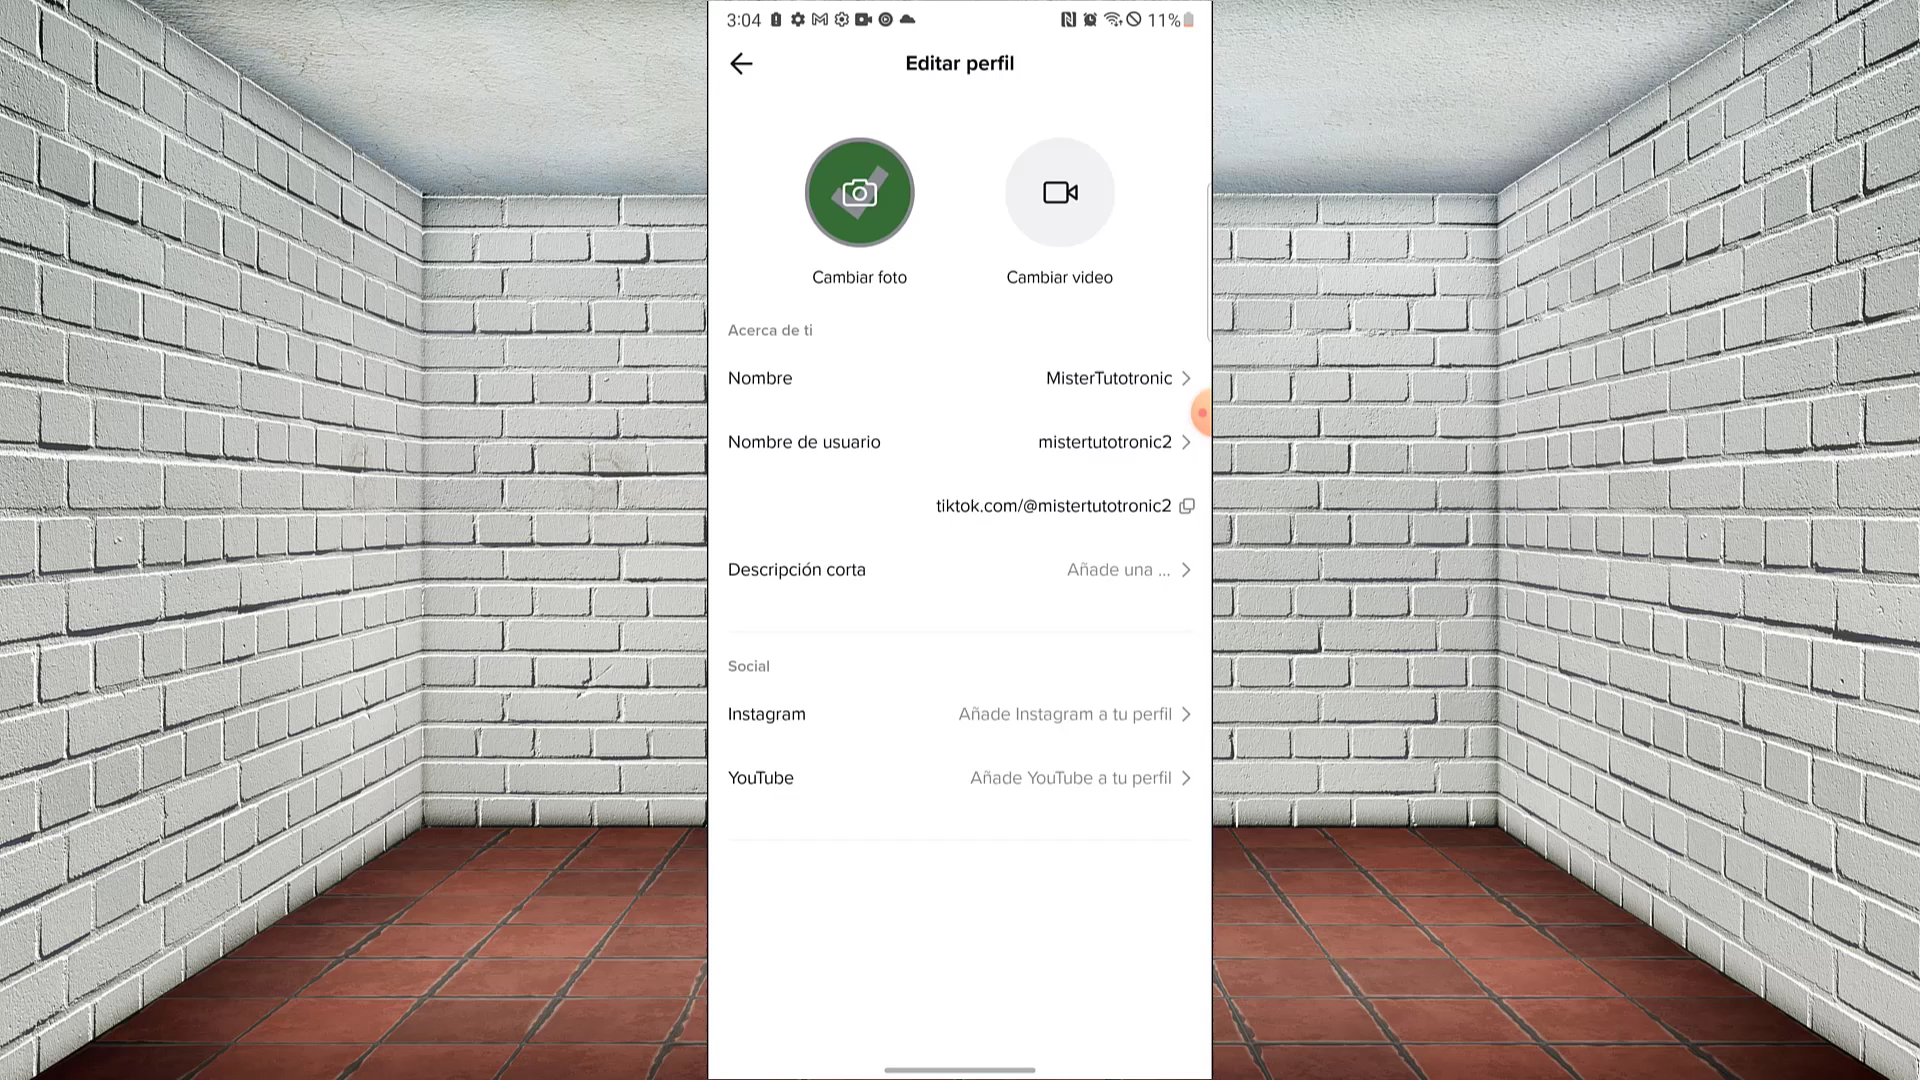 3:04
11%
Editar perfil
Cambiar foto
Cambiar video
Acerca de ti
Nombre
MisterTutotronic
Nombre de usuario
mistertutotronic2
tiktok.com/@mistertutotronic2
Descripción corta
Añade una ...
Social
Instagram
Añade Instagram a tu perfil
YouTube
Añade YouTube a tu perfil